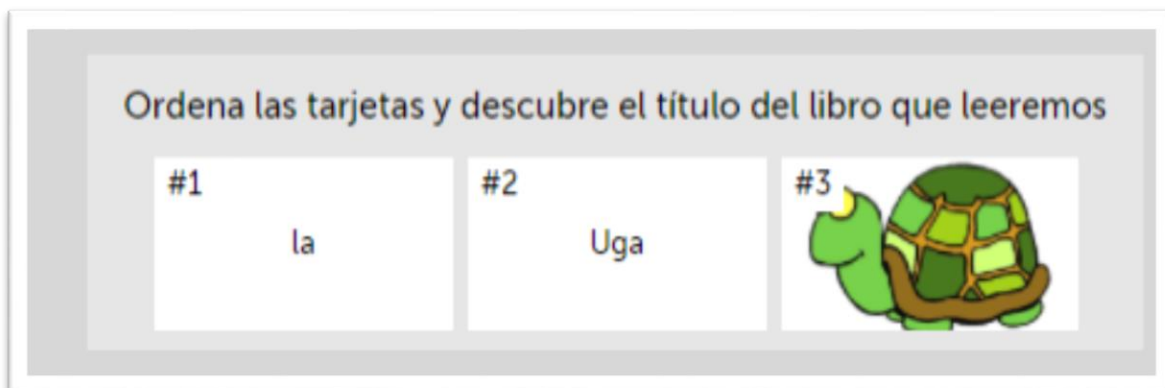 Ordena las tarjetas y descubre el título del libro que leeremos
#1 #2 #3
la Uga